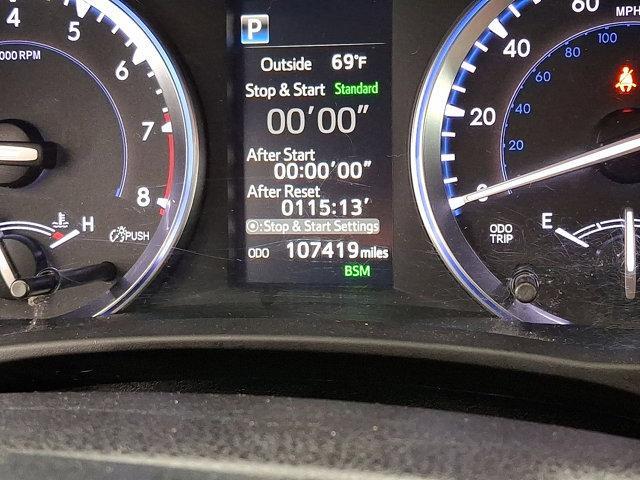 4
5
6
7
8
x1000 RPM
H
PUSH
P
Outside 69°F
Stop & Start Standard
00'00"
After Start
00:00'00"
After Reset
0115:13'
:Stop & Start Settings
ODO 107419 miles
BSM
60
MPH
40
20
0
100
80
60
40
20
ODO
TRIP
E